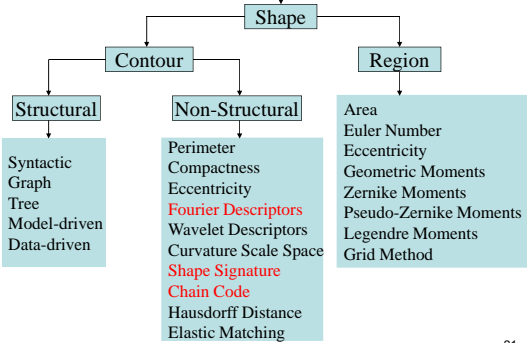 Shape
Contour
Region
Structural
Non-Structural
Syntactic
Graph
Tree
Model-driven
Data-driven
Perimeter
Compactness
Eccentricity
Fourier Descriptors
Wavelet Descriptors
Curvature Scale Space
Shape Signature
Chain Code
Hausdorff Distance
Elastic Matching
Area
Euler Number
Eccentricity
Geometric Moments
Zernike Moments
Pseudo-Zernike Moments
Legendre Moments
Grid Method